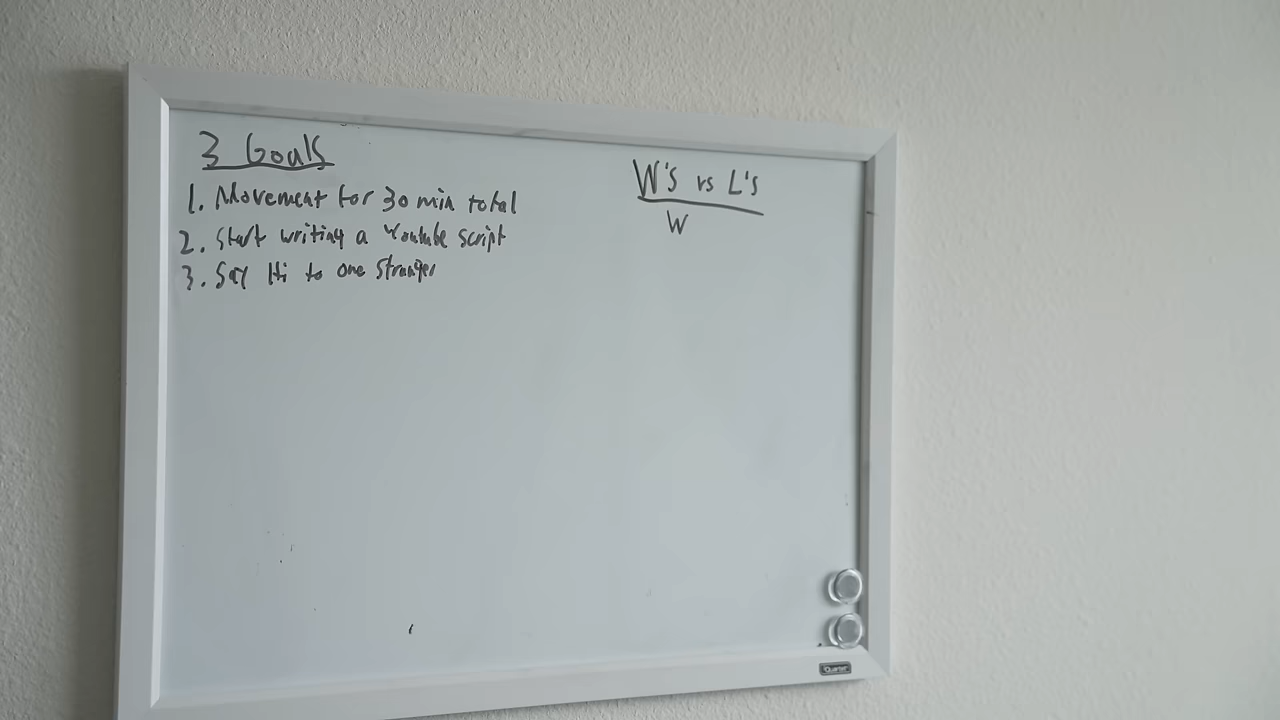 3 Goals
1. Movement for 30 min total
2. Start writing a Youtube script
3. Say Hi to one stranger
W's vs L's
W
Quartet